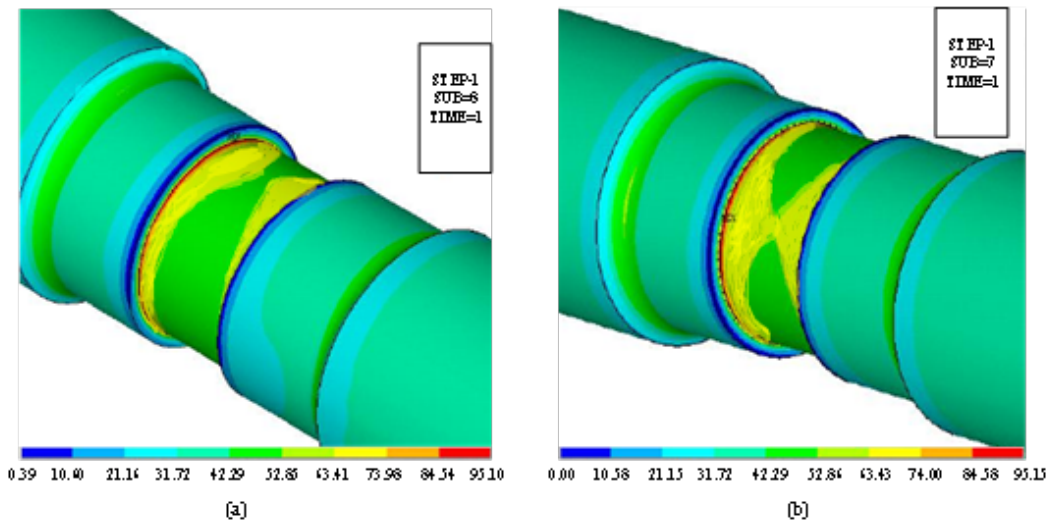 STEP-1
SUB=6
TIME=1
STEP-1
SUB=7
TIME=1
0.39 10.40 21.16 31.72 42.29 52.85 63.41 73.98 84.54 95.10
0.00 10.58 21.15 31.72 42.29 52.86 63.43 74.00 84.58 95.15
(a)
(b)